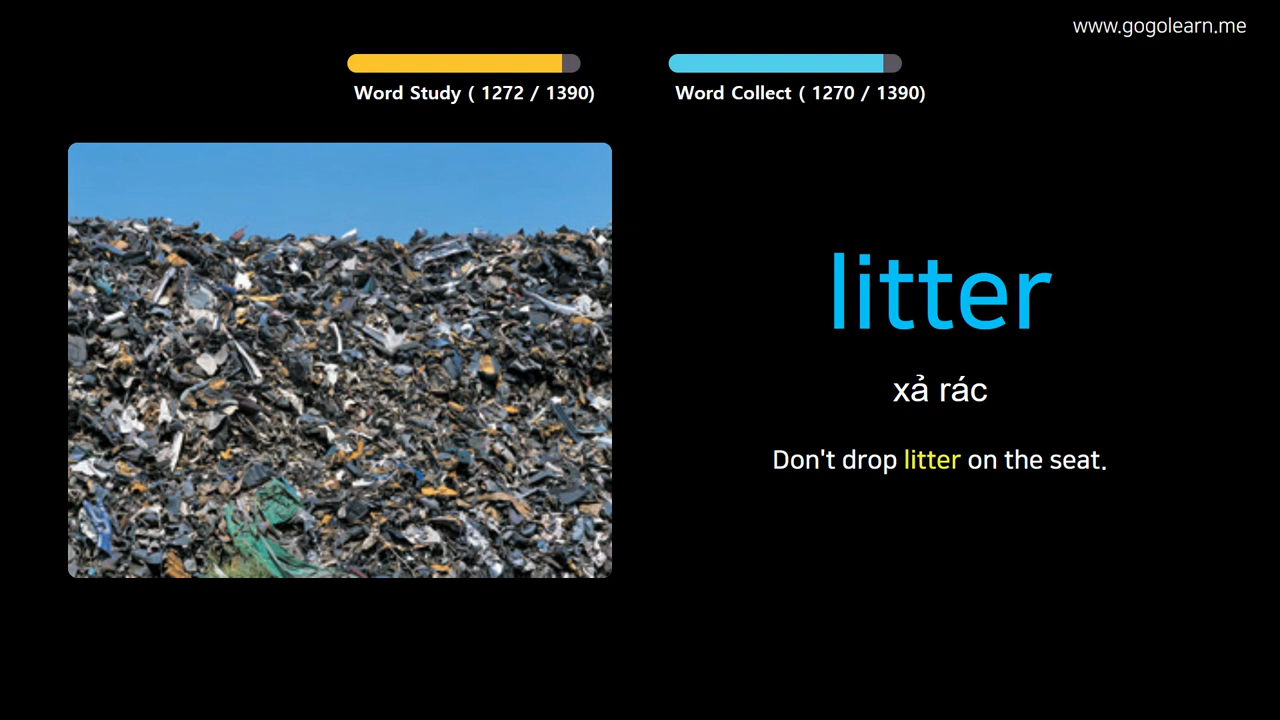 www.gogolearn.me
Word Study ( 1272 / 1390)
Word Collect ( 1270 / 1390)
litter
xả rác
Don't drop litter on the seat.